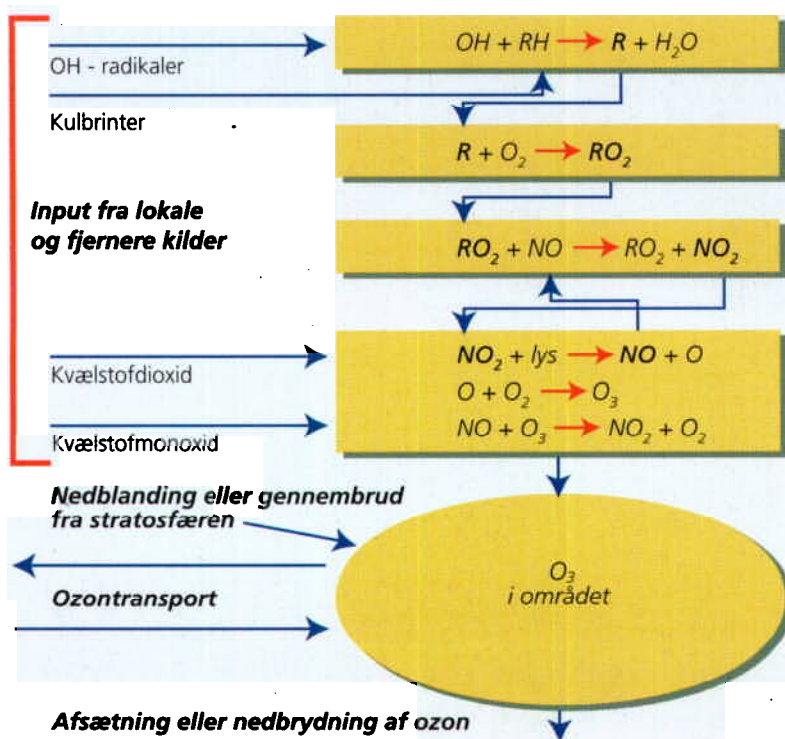 OH + RH → R + H₂O
OH - radikaler
Kulbrinter
R + O₂ → RO₂
Input fra lokale
og fjernere kilder
RO₂ + NO → RO₂ + NO₂
NO₂ + lys → NO + O
Kvælstofdioxid
O + O₂ → O₃
NO + O₃ → NO₂ + O₂
Kvælstofmonoxid
Nedblanding eller gennembrud
fra stratosfæren
O₃
i området
Ozontransport
Afsætning eller nedbrydning af ozon